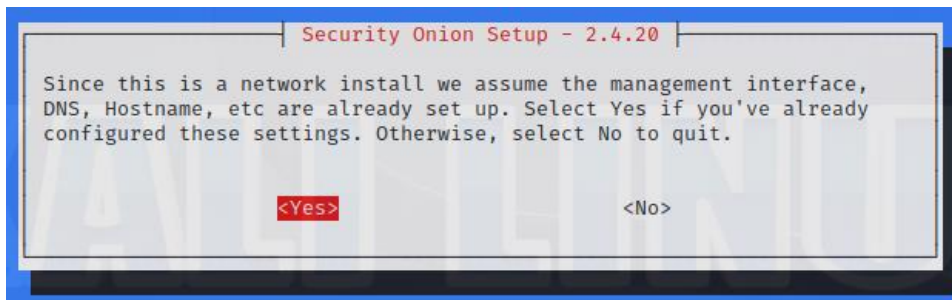 Security Onion Setup - 2.4.20
Since this is a network install we assume the management interface,
DNS, Hostname, etc are already set up. Select Yes if you've already
configured these settings. Otherwise, select No to quit.
<Yes> <No>